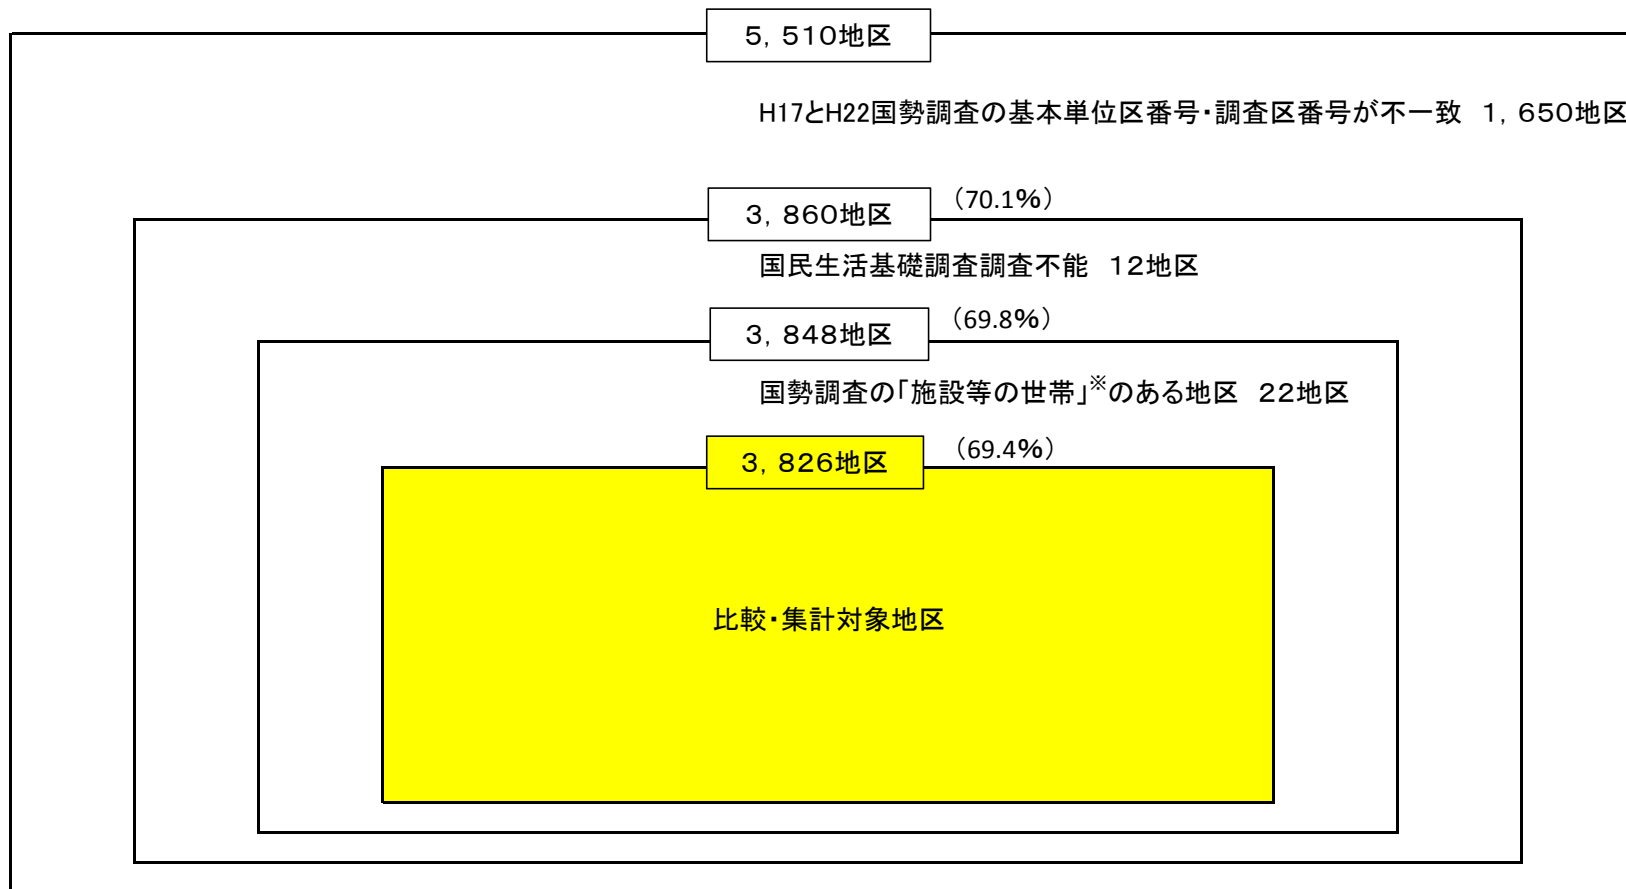 5，510地区
H17とH22国勢調査の基本単位区番号・調査区番号が不一致　1，650地区
3，860地区
（70.1%）
国民生活基礎調査調査不能　12地区
3，848地区
（69.8%）
国勢調査の「施設等の世帯」※のある地区　22地区
3，826地区
（69.4%）
比較・集計対象地区